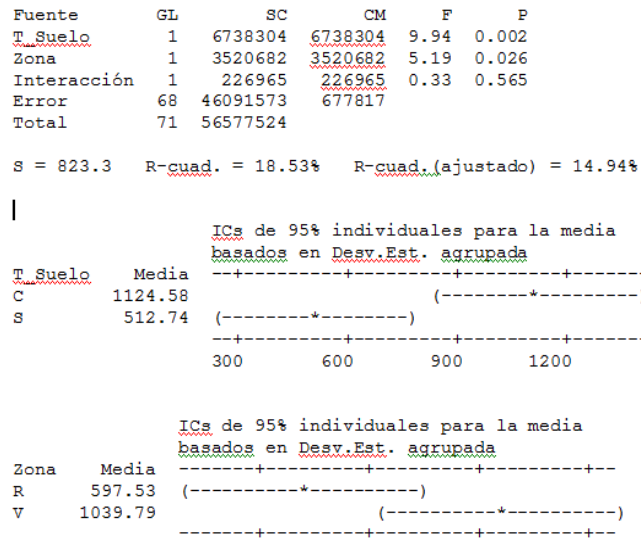 Fuente GL SC CM F P
T_Suelo 1 6738304 6738304 9.94 0.002
Zona 1 3520682 3520682 5.19 0.026
Interacción 1 226965 226965 0.33 0.565
Error 68 46091573 677817
Total 71 56577524
S = 823.3 R-cuad. = 18.53% R-cuad.(ajustado) = 14.94%
ICs de 95% individuales para la media
basados en Desv.Est. agrupada
T_Suelo Media --+---------+---------+---------+-------
C 1124.58 (--------*---------)
S 512.74 (--------*--------)
--+---------+---------+---------+-------
300 600 900 1200
ICs de 95% individuales para la media
basados en Desv.Est. agrupada
Zona Media -------+---------+---------+---------+--
R 597.53 (----------*----------)
V 1039.79 (----------*----------)
-------+---------+---------+---------+--